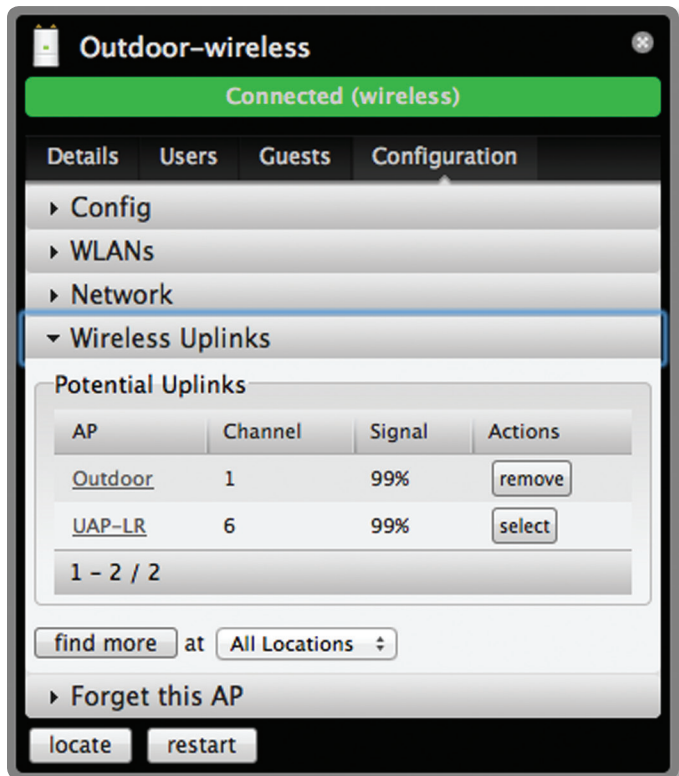 Outdoor-wireless
Connected (wireless)
Details Users Guests Configuration
Config
WLANs
Network
Wireless Uplinks
Potential Uplinks
AP Channel Signal Actions
Outdoor 1 99% remove
UAP-LR 6 99% select
1 - 2 / 2
find more at All Locations
Forget this AP
locate restart